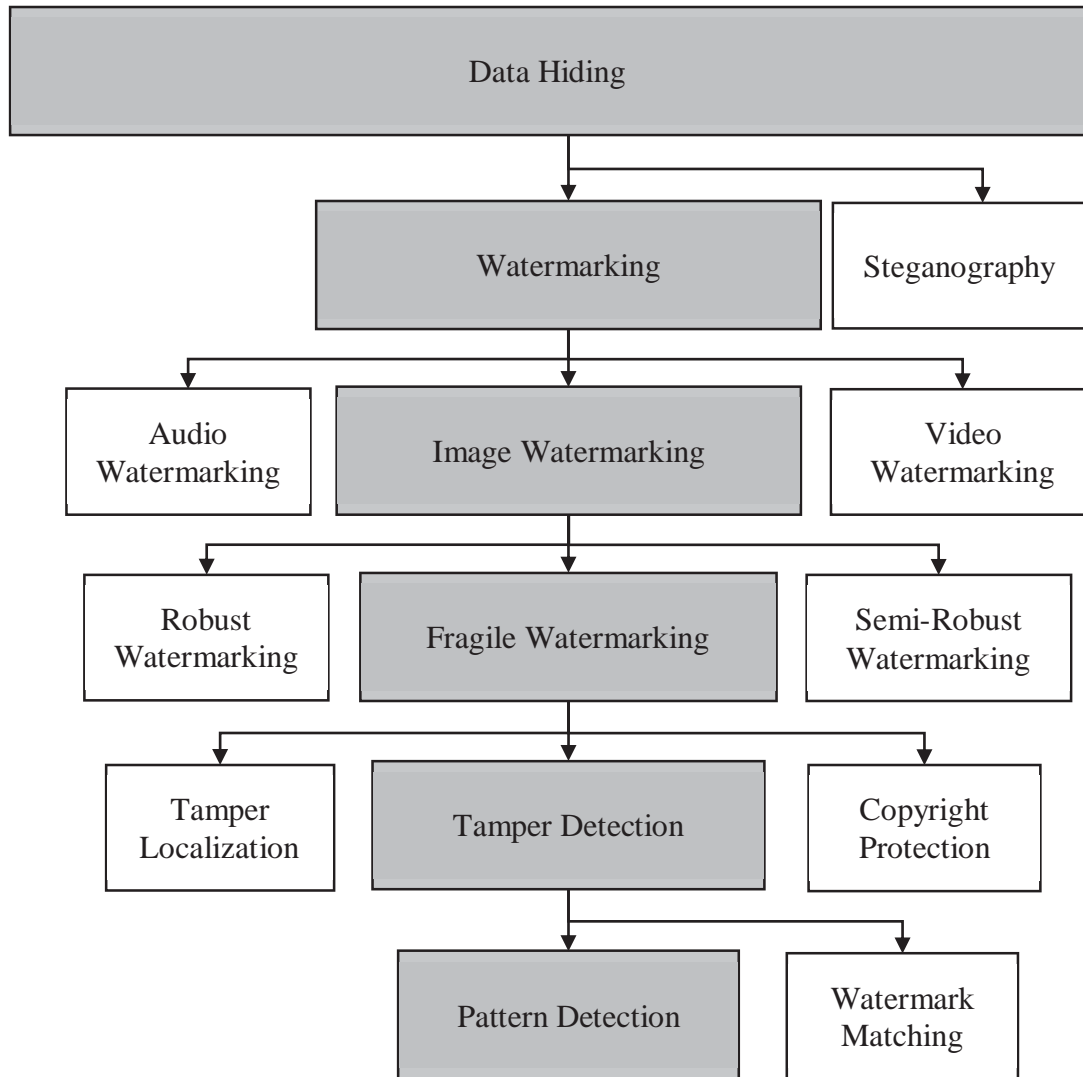 Data Hiding
Watermarking
Steganography
Audio
Watermarking
Image Watermarking
Video
Watermarking
Robust
Watermarking
Fragile Watermarking
Semi-Robust
Watermarking
Tamper
Localization
Tamper Detection
Copyright
Protection
Pattern Detection
Watermark
Matching